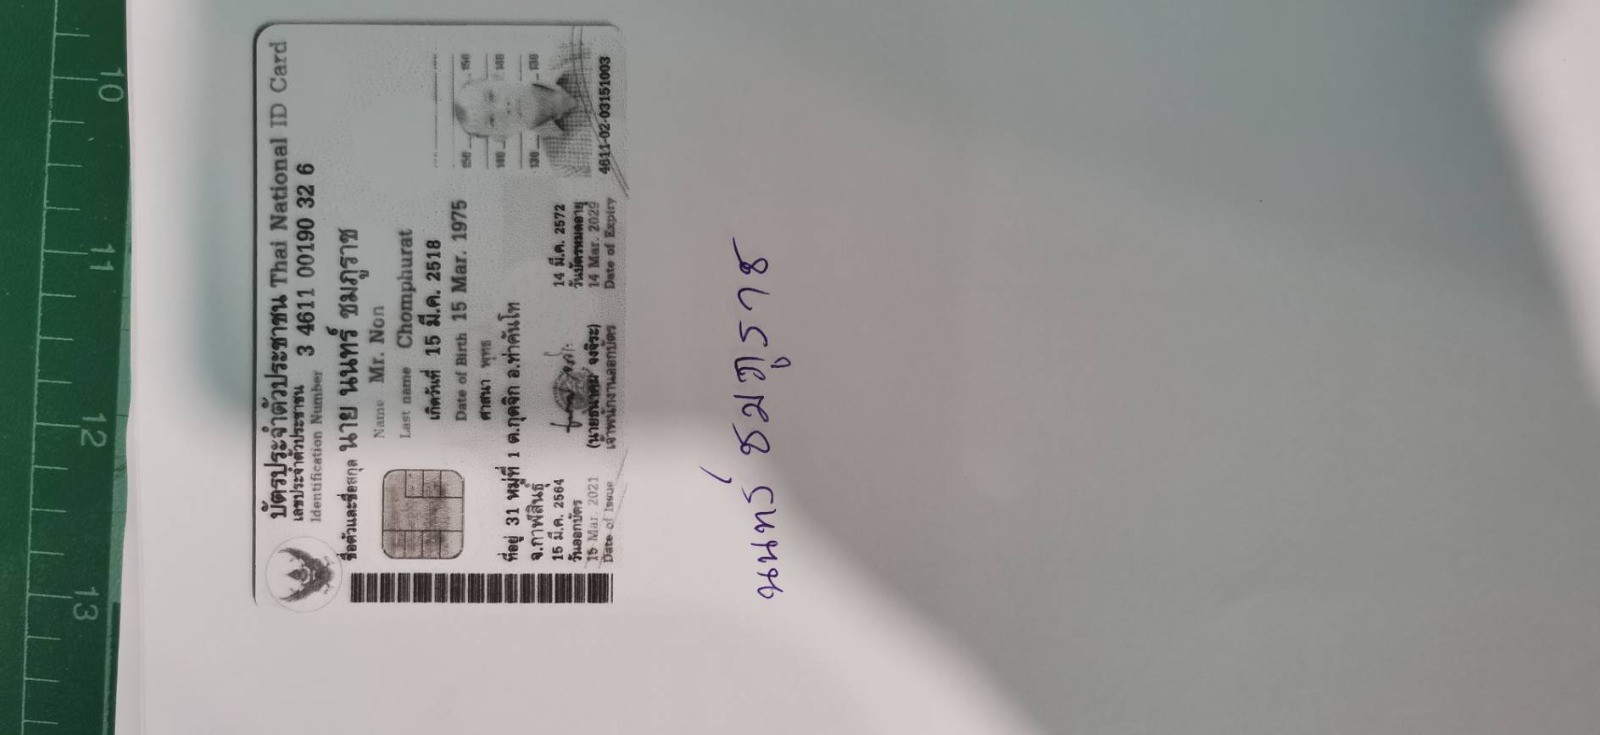 บัตรประจำตัวประชาชน Thai National ID Card
เลขประจำตัวประชาชน 3 4611 00190 32 6
Identification Number
ชื่อตัวและชื่อสกุล นาย นนทร์ ชมภูราช
Name Mr. Non
Last name Chomphurat
เกิดวันที่ 15 มี.ค. 2518
Date of Birth 15 Mar. 1975
ศาสนา พุทธ
ที่อยู่ 31 หมู่ที่ 1 ต.กุดจิก อ.ท่าคันโท
จ.กาฬสินธุ์
15 มี.ค. 2564
วันออกบัตร
15 Mar. 2021
Date of Issue
เจ้าพนักงานออกบัตร
14 มี.ค. 2572
วันบัตรหมดอายุ
14 Mar. 2029
Date of Expiry
150 150
140 140
130 130
4611-02-03151003
นนทร์ ชมภูราช
10
11
12
13